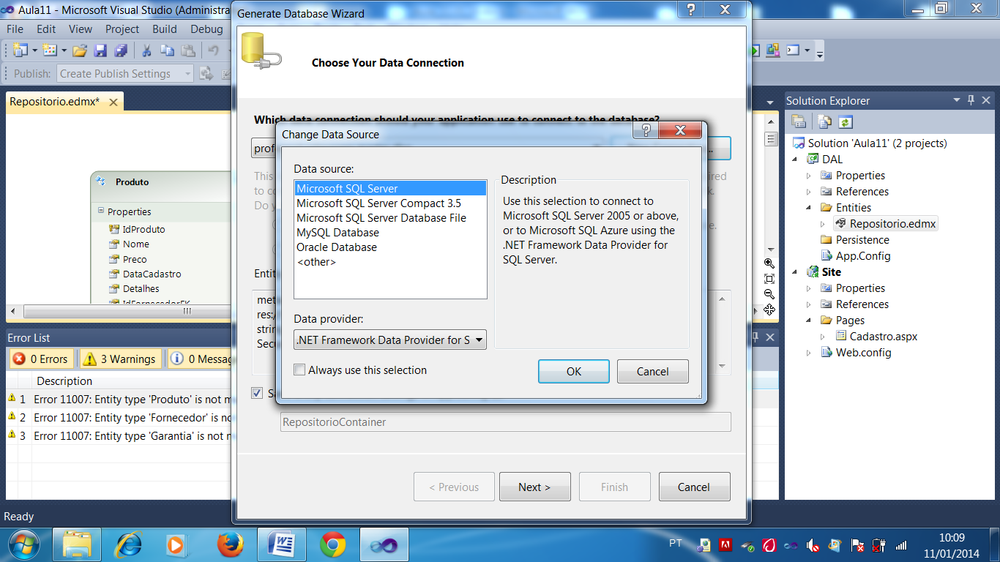 Aula11 - Microsoft Visual Studio (Administra
File Edit View Project Build Debug
Publish: Create Publish Settings
Repositorio.edmx*
Produto
Properties
IdProduto
Nome
Preco
DataCadastro
Detalhes
IdFornecedorFK
Error List
0 Errors
3 Warnings
0 Messag
Description
1 Error 11007: Entity type 'Produto' is not m
2 Error 11007: Entity type 'Fornecedor' is no
3 Error 11007: Entity type 'Garantia' is not m
Ready
Generate Database Wizard
Choose Your Data Connection
Which data connection should your application use to connect to the database?
prof
This
ired
to co
k.
Do y
Entit
met
res:/
strin
Secu
Sa
RepositorioContainer
< Previous
Next >
Finish
Cancel
Change Data Source
Data source:
Microsoft SQL Server
Microsoft SQL Server Compact 3.5
Microsoft SQL Server Database File
MySQL Database
Oracle Database
<other>
Data provider:
.NET Framework Data Provider for S
Always use this selection
Description
Use this selection to connect to
Microsoft SQL Server 2005 or above,
or to Microsoft SQL Azure using the
.NET Framework Data Provider for
SQL Server.
OK
Cancel
Solution Explorer
Solution 'Aula11' (2 projects)
DAL
Properties
References
Entities
Repositorio.edmx
Persistence
App.Config
Site
Properties
References
Pages
Cadastro.aspx
Web.config
PT
10:09
11/01/2014